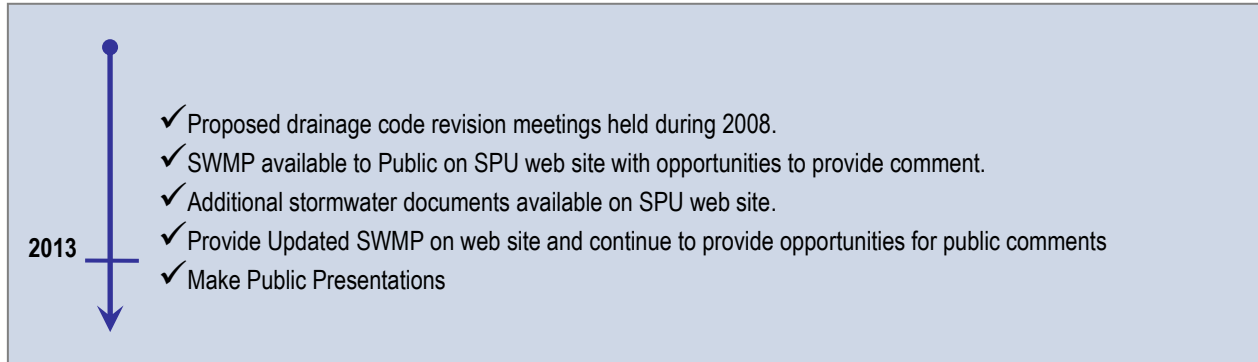 ✓Proposed drainage code revision meetings held during 2008.
✓SWMP available to Public on SPU web site with opportunities to provide comment.
✓Additional stormwater documents available on SPU web site.
2013
✓Provide Updated SWMP on web site and continue to provide opportunities for public comments
✓Make Public Presentations